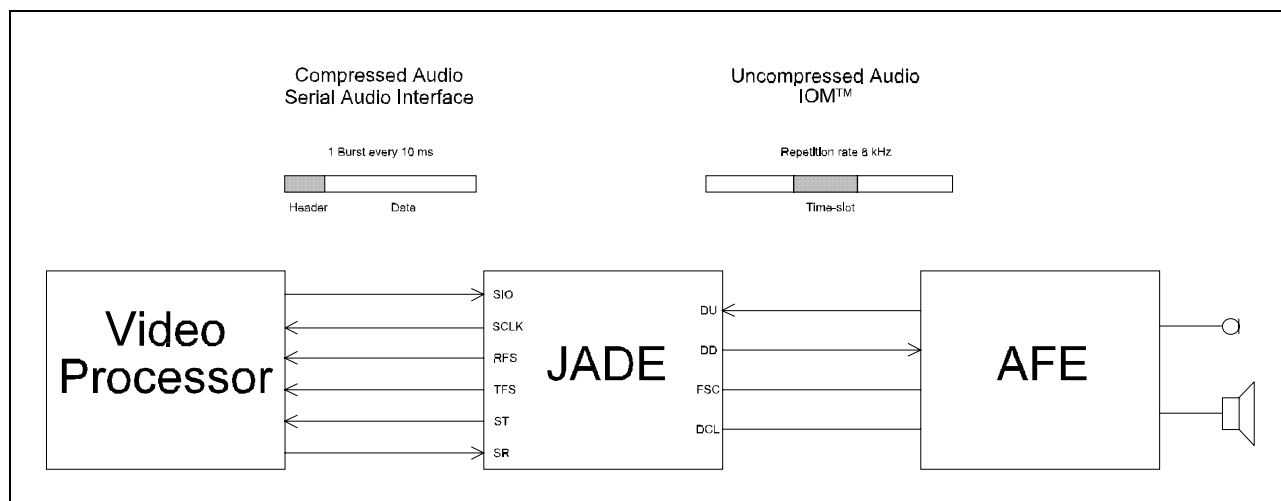 Compressed Audio
Serial Audio Interface
Uncompressed Audio
IOM™
1 Burst every 10 ms
Repetition rate 8 kHz
Header
Data
Time-slot
Video
Processor
SIO
SCLK
RFS
TFS
ST
SR
JADE
DU
DD
FSC
DCL
AFE